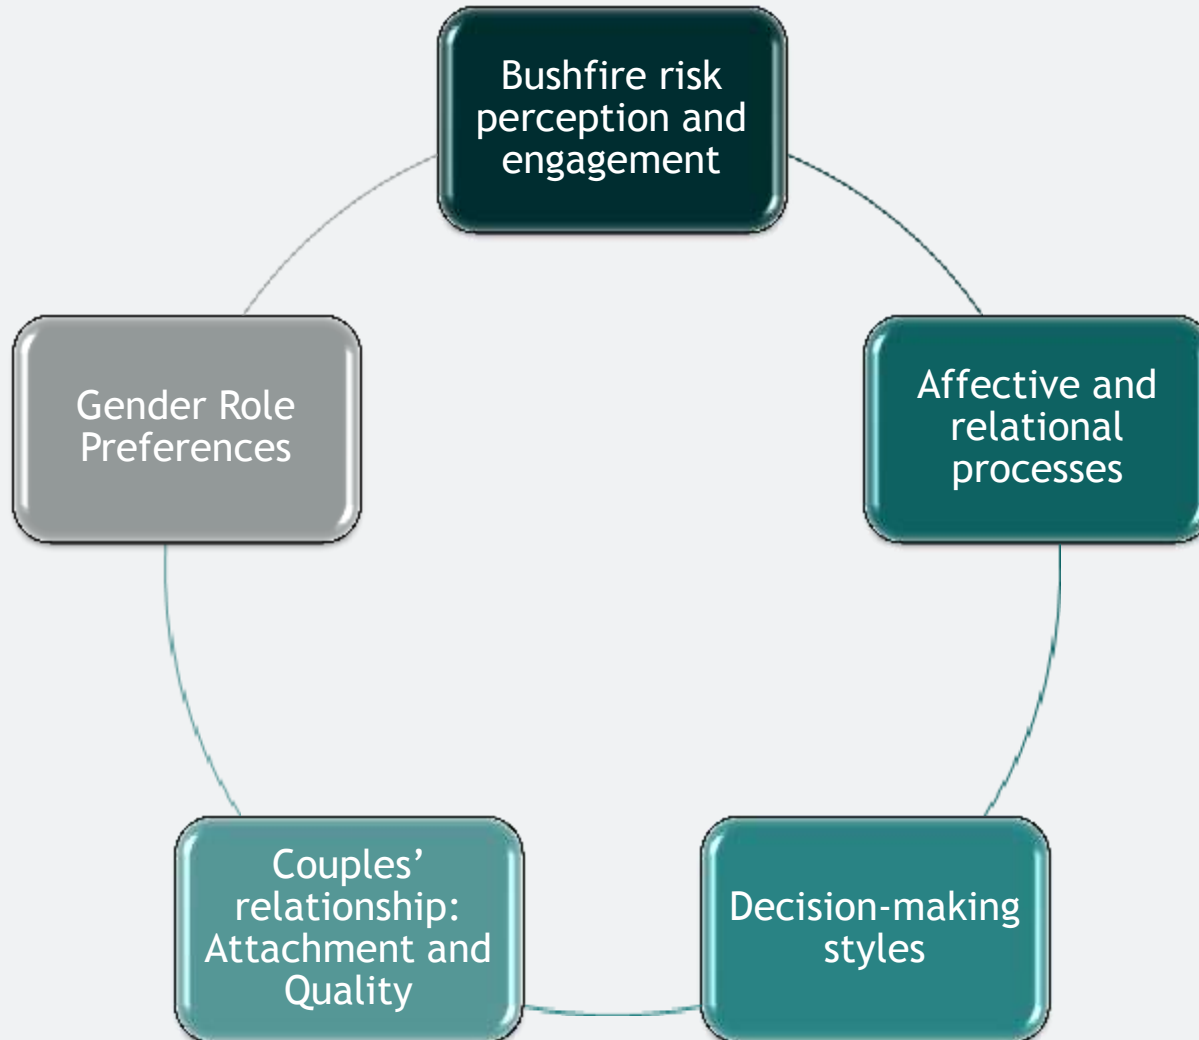 Bushfire risk
perception and
engagement
Affective and
relational
processes
Decision-making
styles
Couples’
relationship:
Attachment and
Quality
Gender Role
Preferences